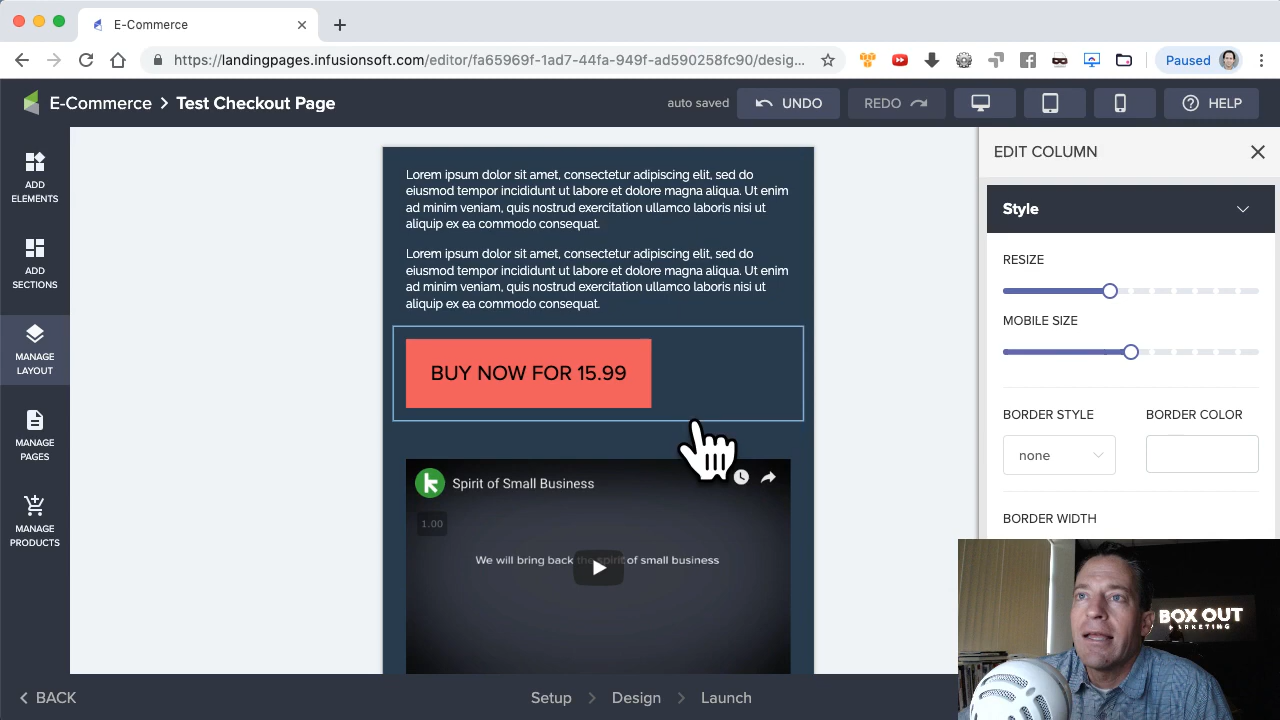 E-Commerce
https://landingpages.infusionsoft.com/editor/fa65969f-1ad7-44fa-949f-ad590258fc90/desig...
Paused
E-Commerce > Test Checkout Page
auto saved
UNDO
REDO
HELP
ADD
ELEMENTS
ADD
SECTIONS
MANAGE
LAYOUT
MANAGE
PAGES
MANAGE
PRODUCTS
Lorem ipsum dolor sit amet, consectetur adipiscing elit, sed do
eiusmod tempor incididunt ut labore et dolore magna aliqua. Ut enim
ad minim veniam, quis nostrud exercitation ullamco laboris nisi ut
aliquip ex ea commodo consequat.
Lorem ipsum dolor sit amet, consectetur adipiscing elit, sed do
eiusmod tempor incididunt ut labore et dolore magna aliqua. Ut enim
ad minim veniam, quis nostrud exercitation ullamco laboris nisi ut
aliquip ex ea commodo consequat.
BUY NOW FOR 15.99
k
Spirit of Small Business
1.00
We will bring back the spirit of small business
EDIT COLUMN
Style
RESIZE
MOBILE SIZE
BORDER STYLE
BORDER COLOR
none
BORDER WIDTH
BOX OUT
MARKETING
BACK
Setup > Design > Launch